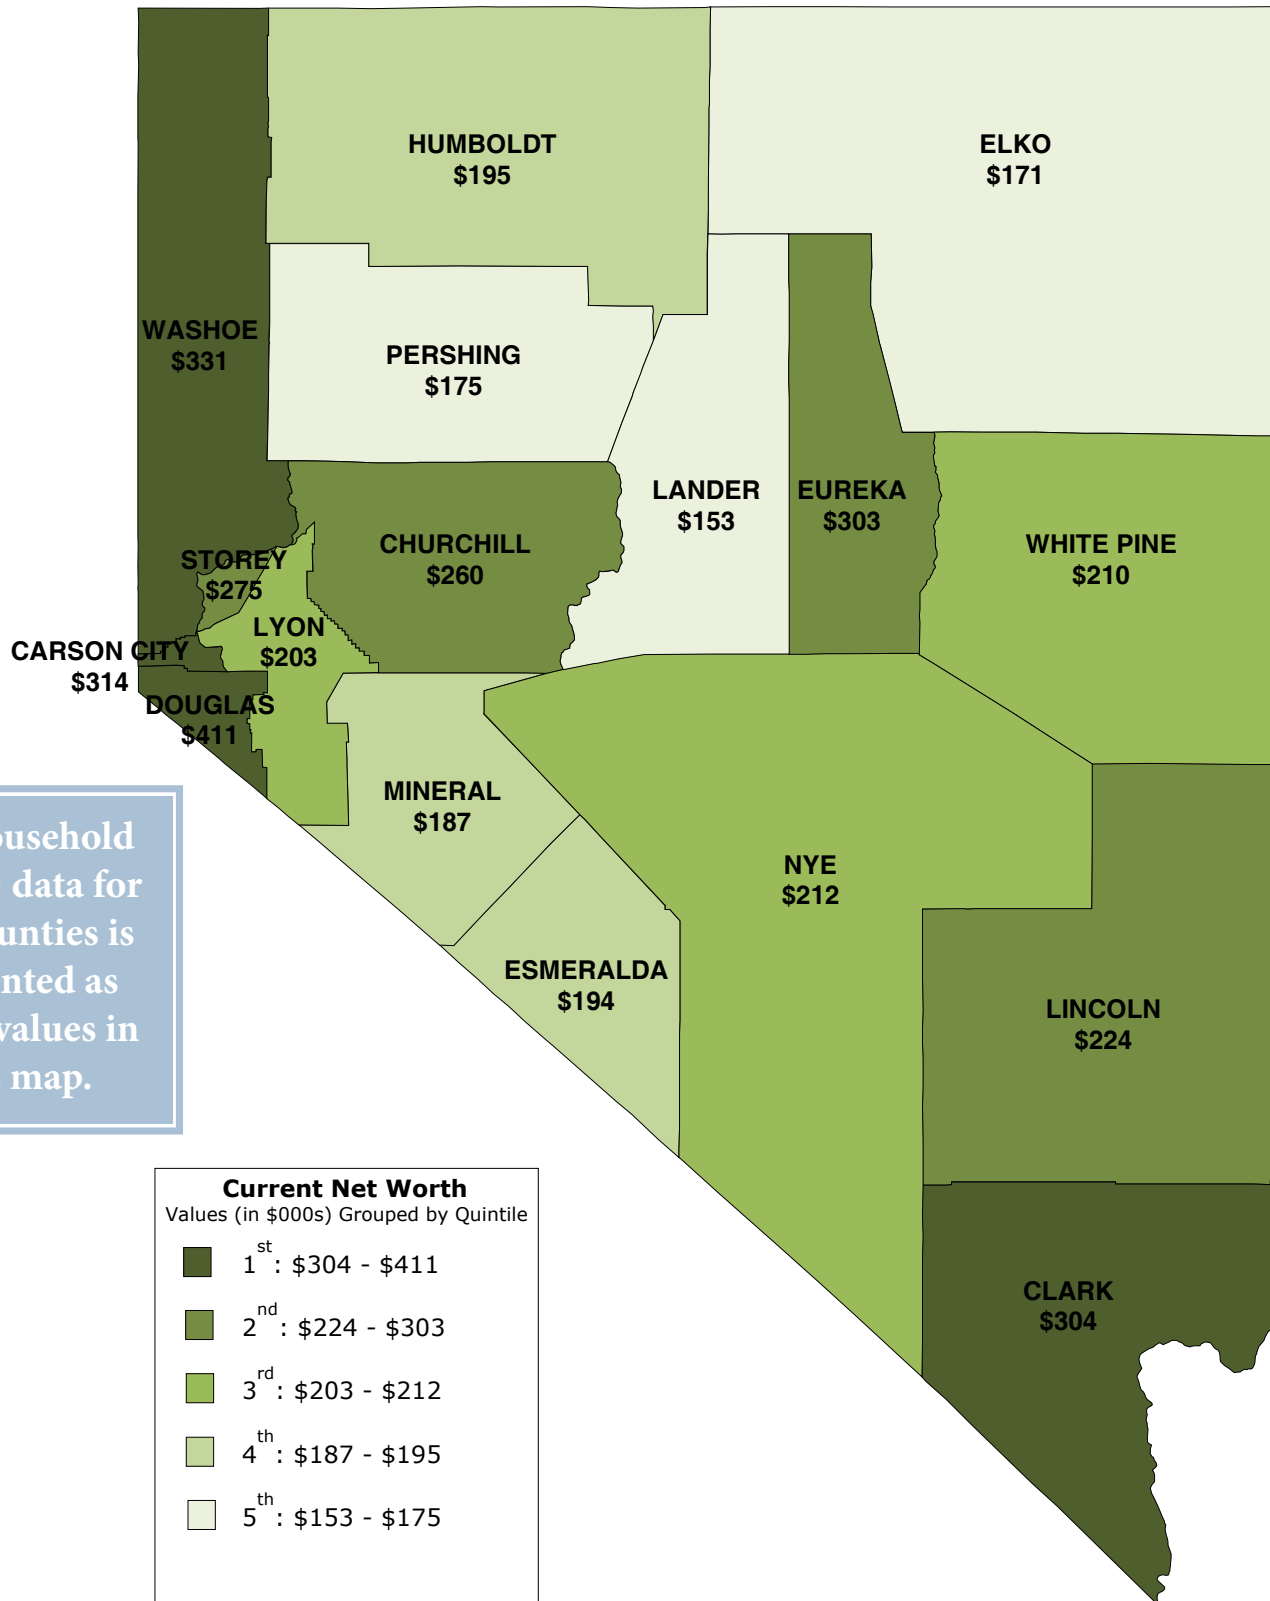 HUMBOLDT
$195
ELKO
$171
WASHOE
$331
PERSHING
$175
LANDER
$153
EUREKA
$303
CHURCHILL
$260
WHITE PINE
$210
STOREY
$275
LYON
$203
CARSON CITY
$314
DOUGLAS
$411
MINERAL
$187
NYE
$212
ESMERALDA
$194
LINCOLN
$224
CLARK
$304
data for
is
as
values in
map.
Current Net Worth
Values (in $000s) Grouped by Quintile
1st: $304 - $411
2nd: $224 - $303
3rd: $203 - $212
4th: $187 - $195
5th: $153 - $175